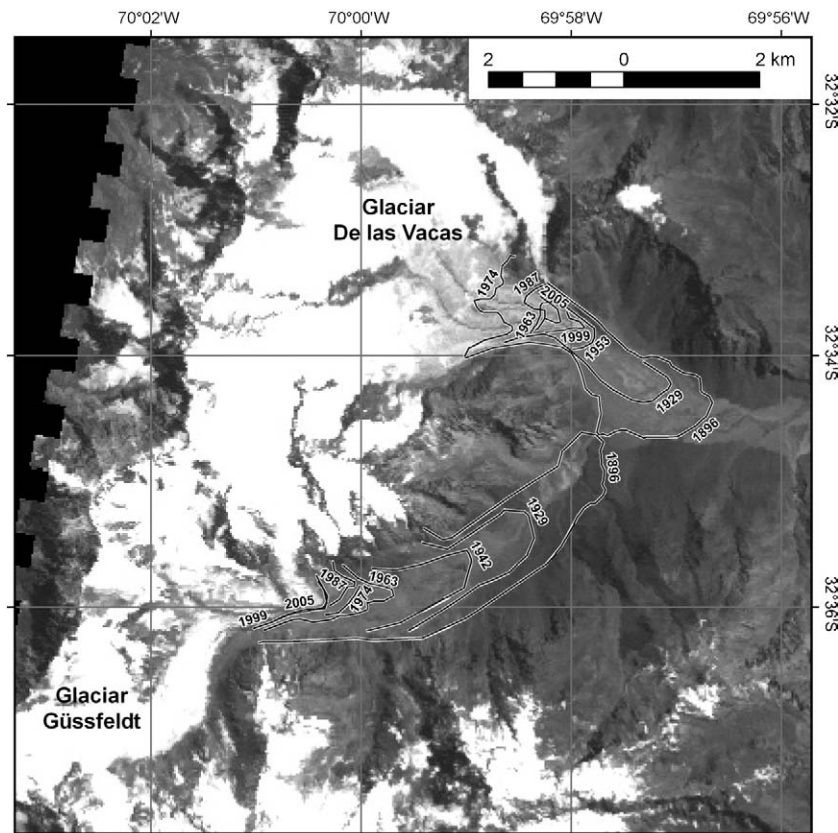 70°02'W
70°00'W
69°58'W
69°56'W
2
0
2 km
32°32'S
Glaciar
De las Vacas
1974
1987
2005
1963
1999
1953
32°34'S
1929
1896
1896
1929
1942
1963
1987
1974
2005
1999
32°36'S
Glaciar
Güssfeldt